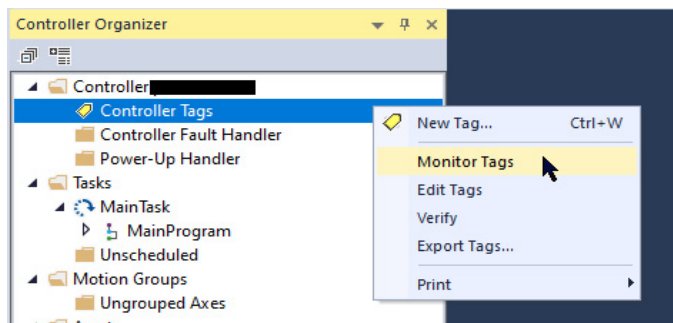 Controller Organizer
Controller
Controller Tags
Controller Fault Handler
Power-Up Handler
Tasks
MainTask
MainProgram
Unscheduled
Motion Groups
Ungrouped Axes
New Tag... Ctrl+W
Monitor Tags
Edit Tags
Verify
Export Tags...
Print